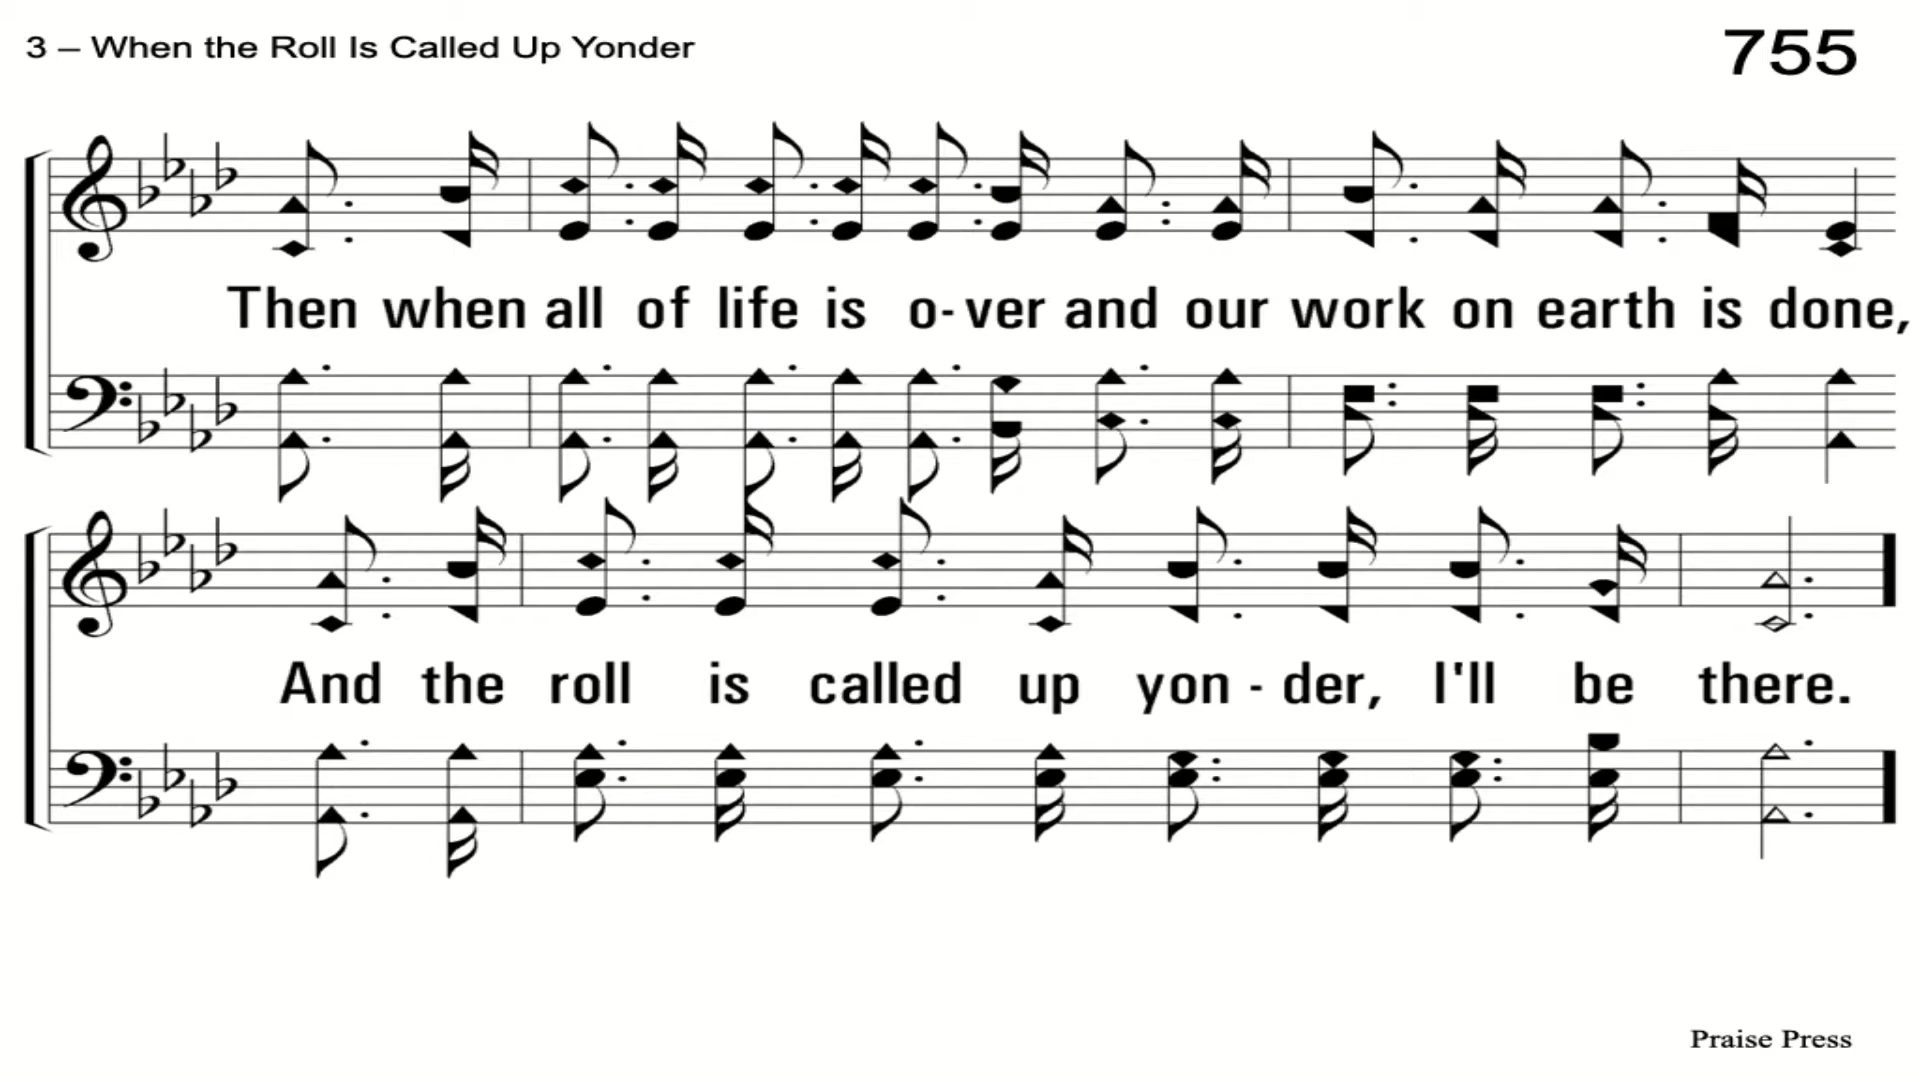 3 – When the Roll Is Called Up Yonder
755
Then when all of life is o-ver and our work on earth is done,
And the roll is called up yon - der, I'll be there.
Praise Press